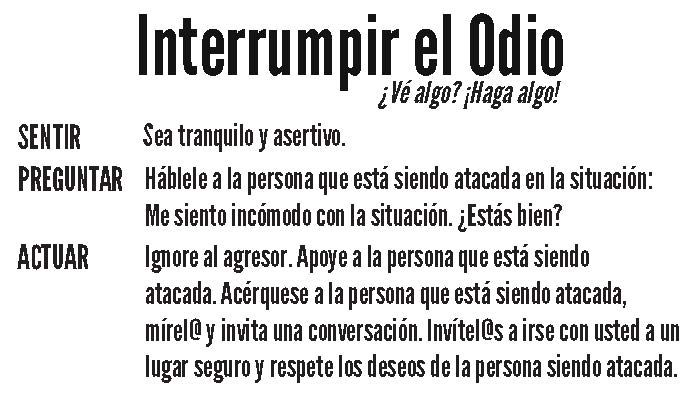 Interrumpir el Odio
¿Vé algo? ¡Haga algo!
SENTIR Sea tranquilo y asertivo.
PREGUNTAR Háblele a la persona que está siendo atacada en la situación:
Me siento incómodo con la situación. ¿Estás bien?
ACTUAR Ignore al agresor. Apoye a la persona que está siendo
atacada. Acérquese a la persona que está siendo atacada,
mírel@ y invita una conversación. Invítel@s a irse con usted a un
lugar seguro y respete los deseos de la persona siendo atacada.